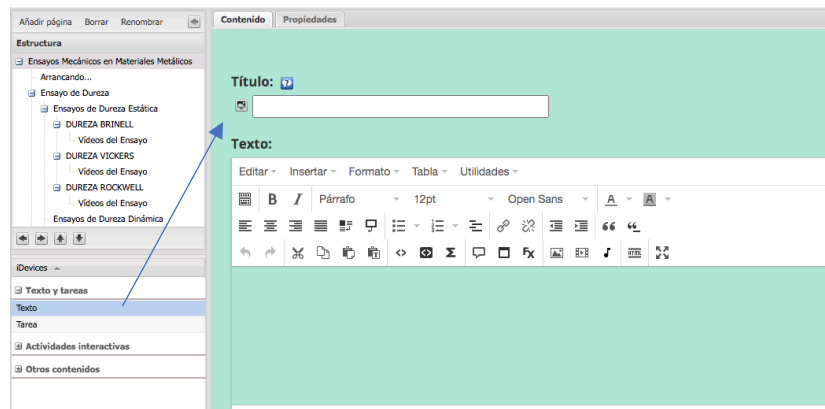 Añadir página Borrar Renombrar
Estructura
Ensayos Mecánicos en Materiales Metálicos
Arrancando...
Ensayo de Dureza
Ensayos de Dureza Estática
DUREZA BRINELL
Vídeos del Ensayo
DUREZA VICKERS
Vídeos del Ensayo
DUREZA ROCKWELL
Vídeos del Ensayo
Ensayos de Dureza Dinámica
iDevices
Texto y tareas
Texto
Tarea
Actividades interactivas
Otros contenidos
Contenido Propiedades
Título: ?
Texto:
Editar Insertar Formato Tabla Utilidades
B I Párrafo 12pt Open Sans A A
Σ Fx HTML